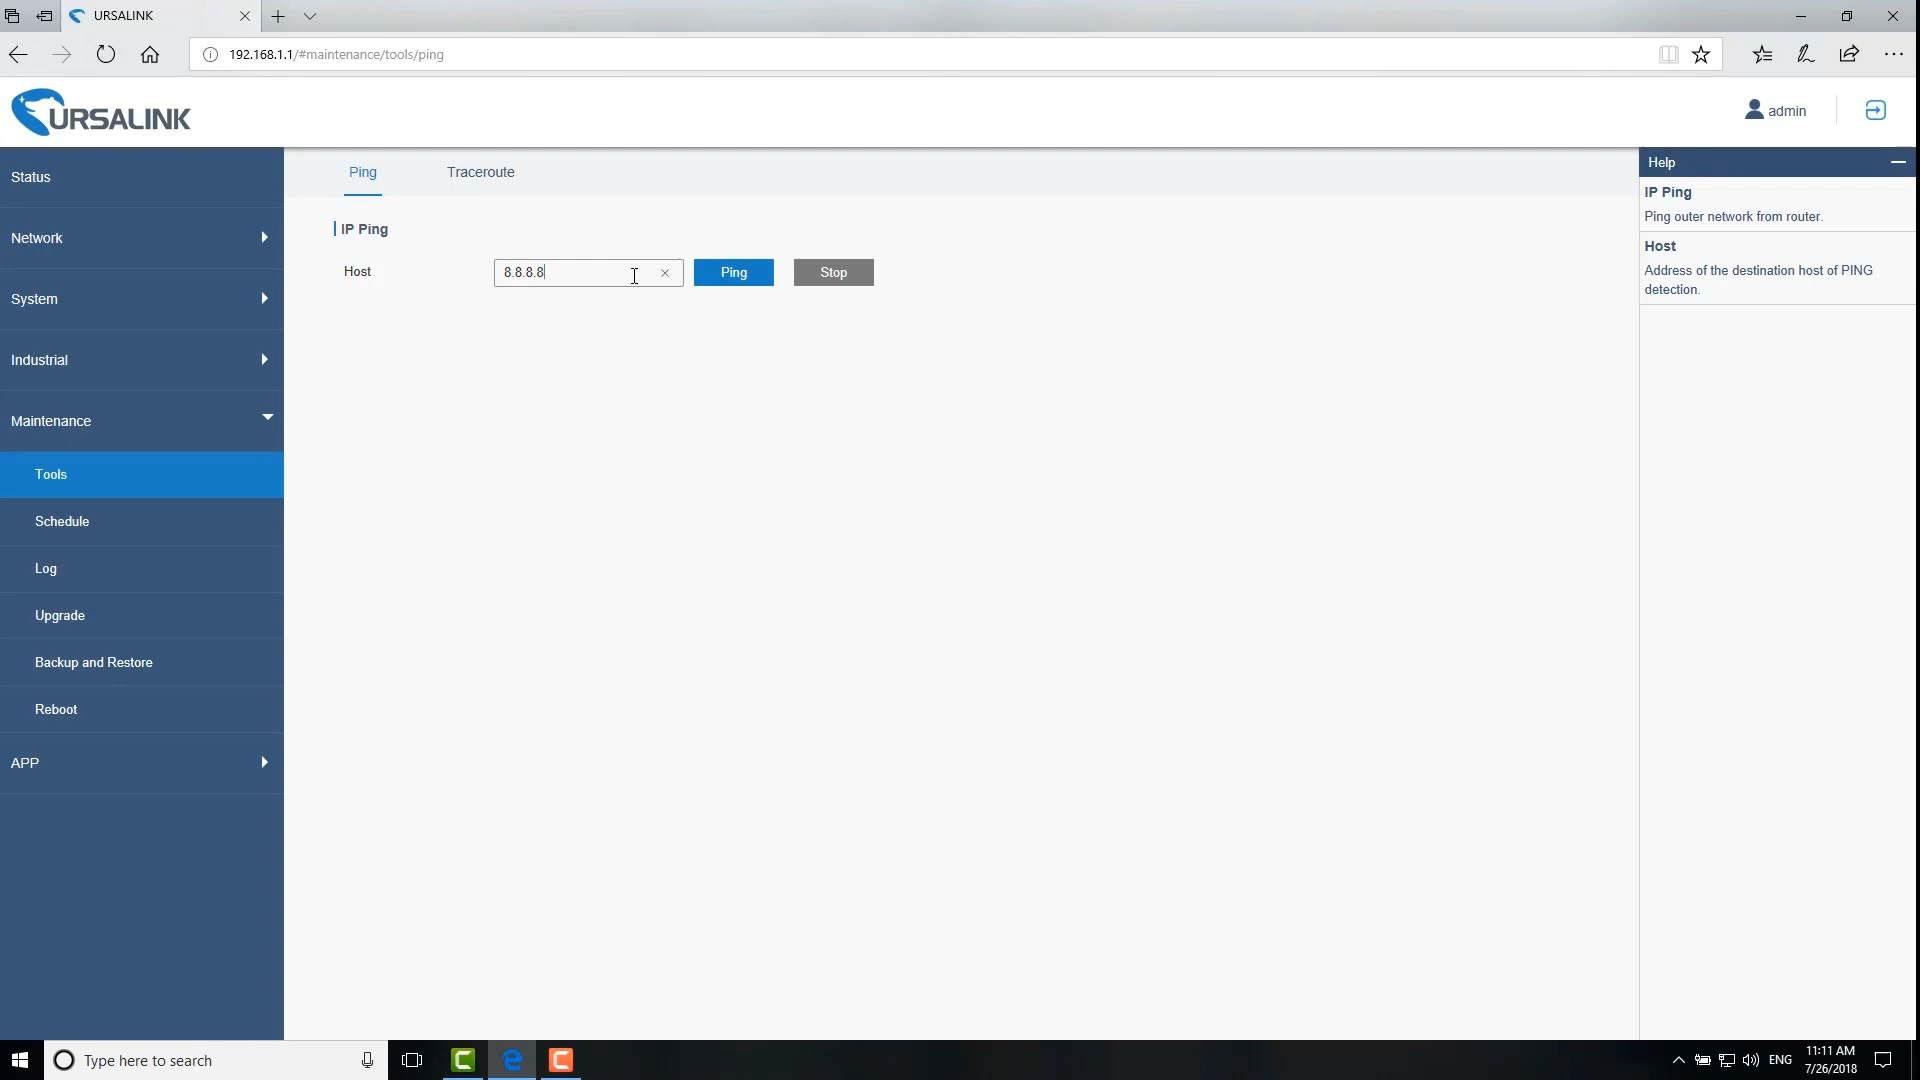 URSALINK
192.168.1.1/#maintenance/tools/ping
URSALINK
admin
Status
Network
System
Industrial
Maintenance
Tools
Schedule
Log
Upgrade
Backup and Restore
Reboot
APP
Ping
Traceroute
IP Ping
Host
8.8.8.8
Ping
Stop
Help
IP Ping
Ping outer network from router.
Host
Address of the destination host of PING
detection.
Type here to search
ENG
11:11 AM
7/26/2018